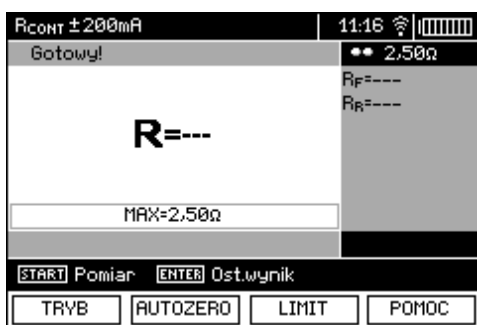 RCONT ±200mA 11:16
Gotowy! 2,50Ω
RF=---
RR=---
R=---
MAX=2,50Ω
START Pomiar ENTER Ost.wynik
TRYB AUTOZERO LIMIT POMOC